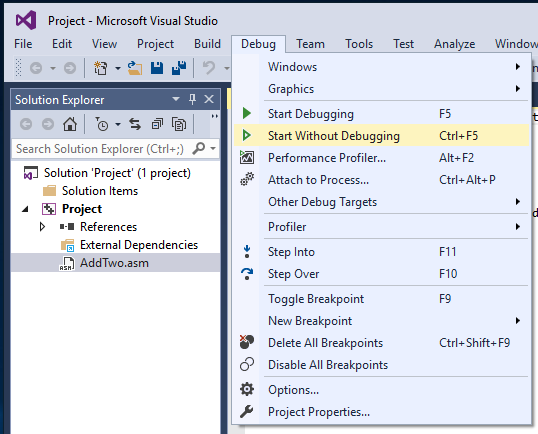 Project - Microsoft Visual Studio
File Edit View Project Build Debug Team Tools Test Analyze Window
Solution Explorer
Search Solution Explorer (Ctrl+;)
Solution 'Project' (1 project)
Solution Items
Project
References
External Dependencies
ASM AddTwo.asm
Windows
Graphics
Start Debugging F5
Start Without Debugging Ctrl+F5
Performance Profiler... Alt+F2
Attach to Process... Ctrl+Alt+P
Other Debug Targets
Profiler
Step Into F11
Step Over F10
Toggle Breakpoint F9
New Breakpoint
Delete All Breakpoints Ctrl+Shift+F9
Disable All Breakpoints
Options...
Project Properties...